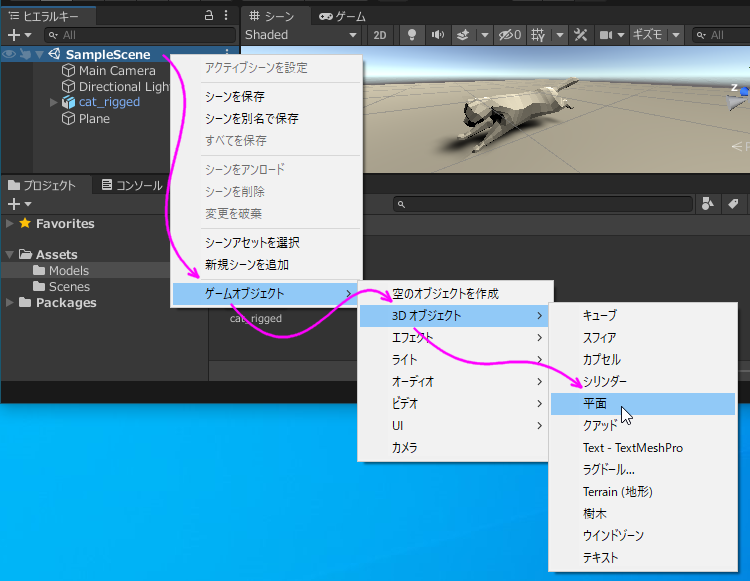 ヒエラルキー
All
SampleScene
Main Camera
Directional Ligh
cat_rigged
Plane
シーン
ゲーム
Shaded
2D
0
ギズモ
All
z
< P
アクティブシーンを設定
シーンを保存
シーンを別名で保存
すべてを保存
シーンをアンロード
シーンを削除
変更を破棄
シーンアセットを選択
新規シーンを追加
ゲームオブジェクト
プロジェクト
コンソール
Favorites
Assets
Models
Scenes
Packages
cat_rigged
空のオブジェクトを作成
3D オブジェクト
エフェクト
ライト
オーディオ
ビデオ
UI
カメラ
キューブ
スフィア
カプセル
シリンダー
平面
クアッド
Text - TextMeshPro
ラグドール...
Terrain (地形)
樹木
ウインドゾーン
テキスト